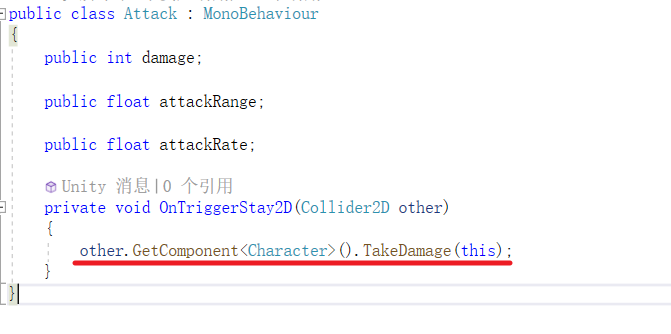 public class Attack : MonoBehaviour
{
public int damage;
public float attackRange;
public float attackRate;
Unity 消息|0 个引用
private void OnTriggerStay2D(Collider2D other)
{
other.GetComponent<Character>().TakeDamage(this);
}
}